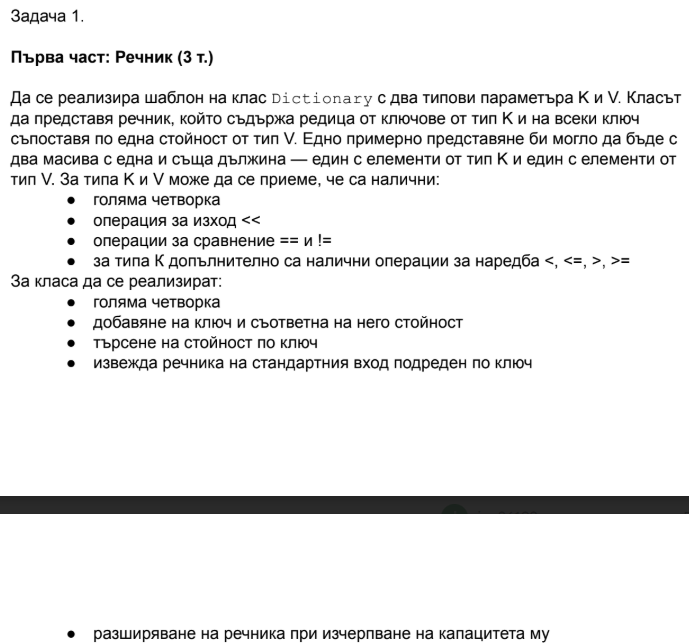 Задача 1.
Първа част: Речник (3 т.)
Да се реализира шаблон на клас Dictionary с два типови параметъра K и V. Класът
да представя речник, който съдържа редица от ключове от тип K и на всеки ключ
съпоставя по една стойност от тип V. Едно примерно представяне би могло да бъде с
два масива с една и съща дължина — един с елементи от тип K и един с елементи от
тип V. За типа K и V може да се приеме, че са налични:
● голяма четворка
● операция за изход <<
● операции за сравнение == и !=
● за типа K допълнително са налични операции за наредба <, <=, >, >=
За класа да се реализират:
● голяма четворка
● добавяне на ключ и съответна на него стойност
● търсене на стойност по ключ
● извежда речника на стандартния вход подреден по ключ
● разширяване на речника при изчерпване на капацитета му